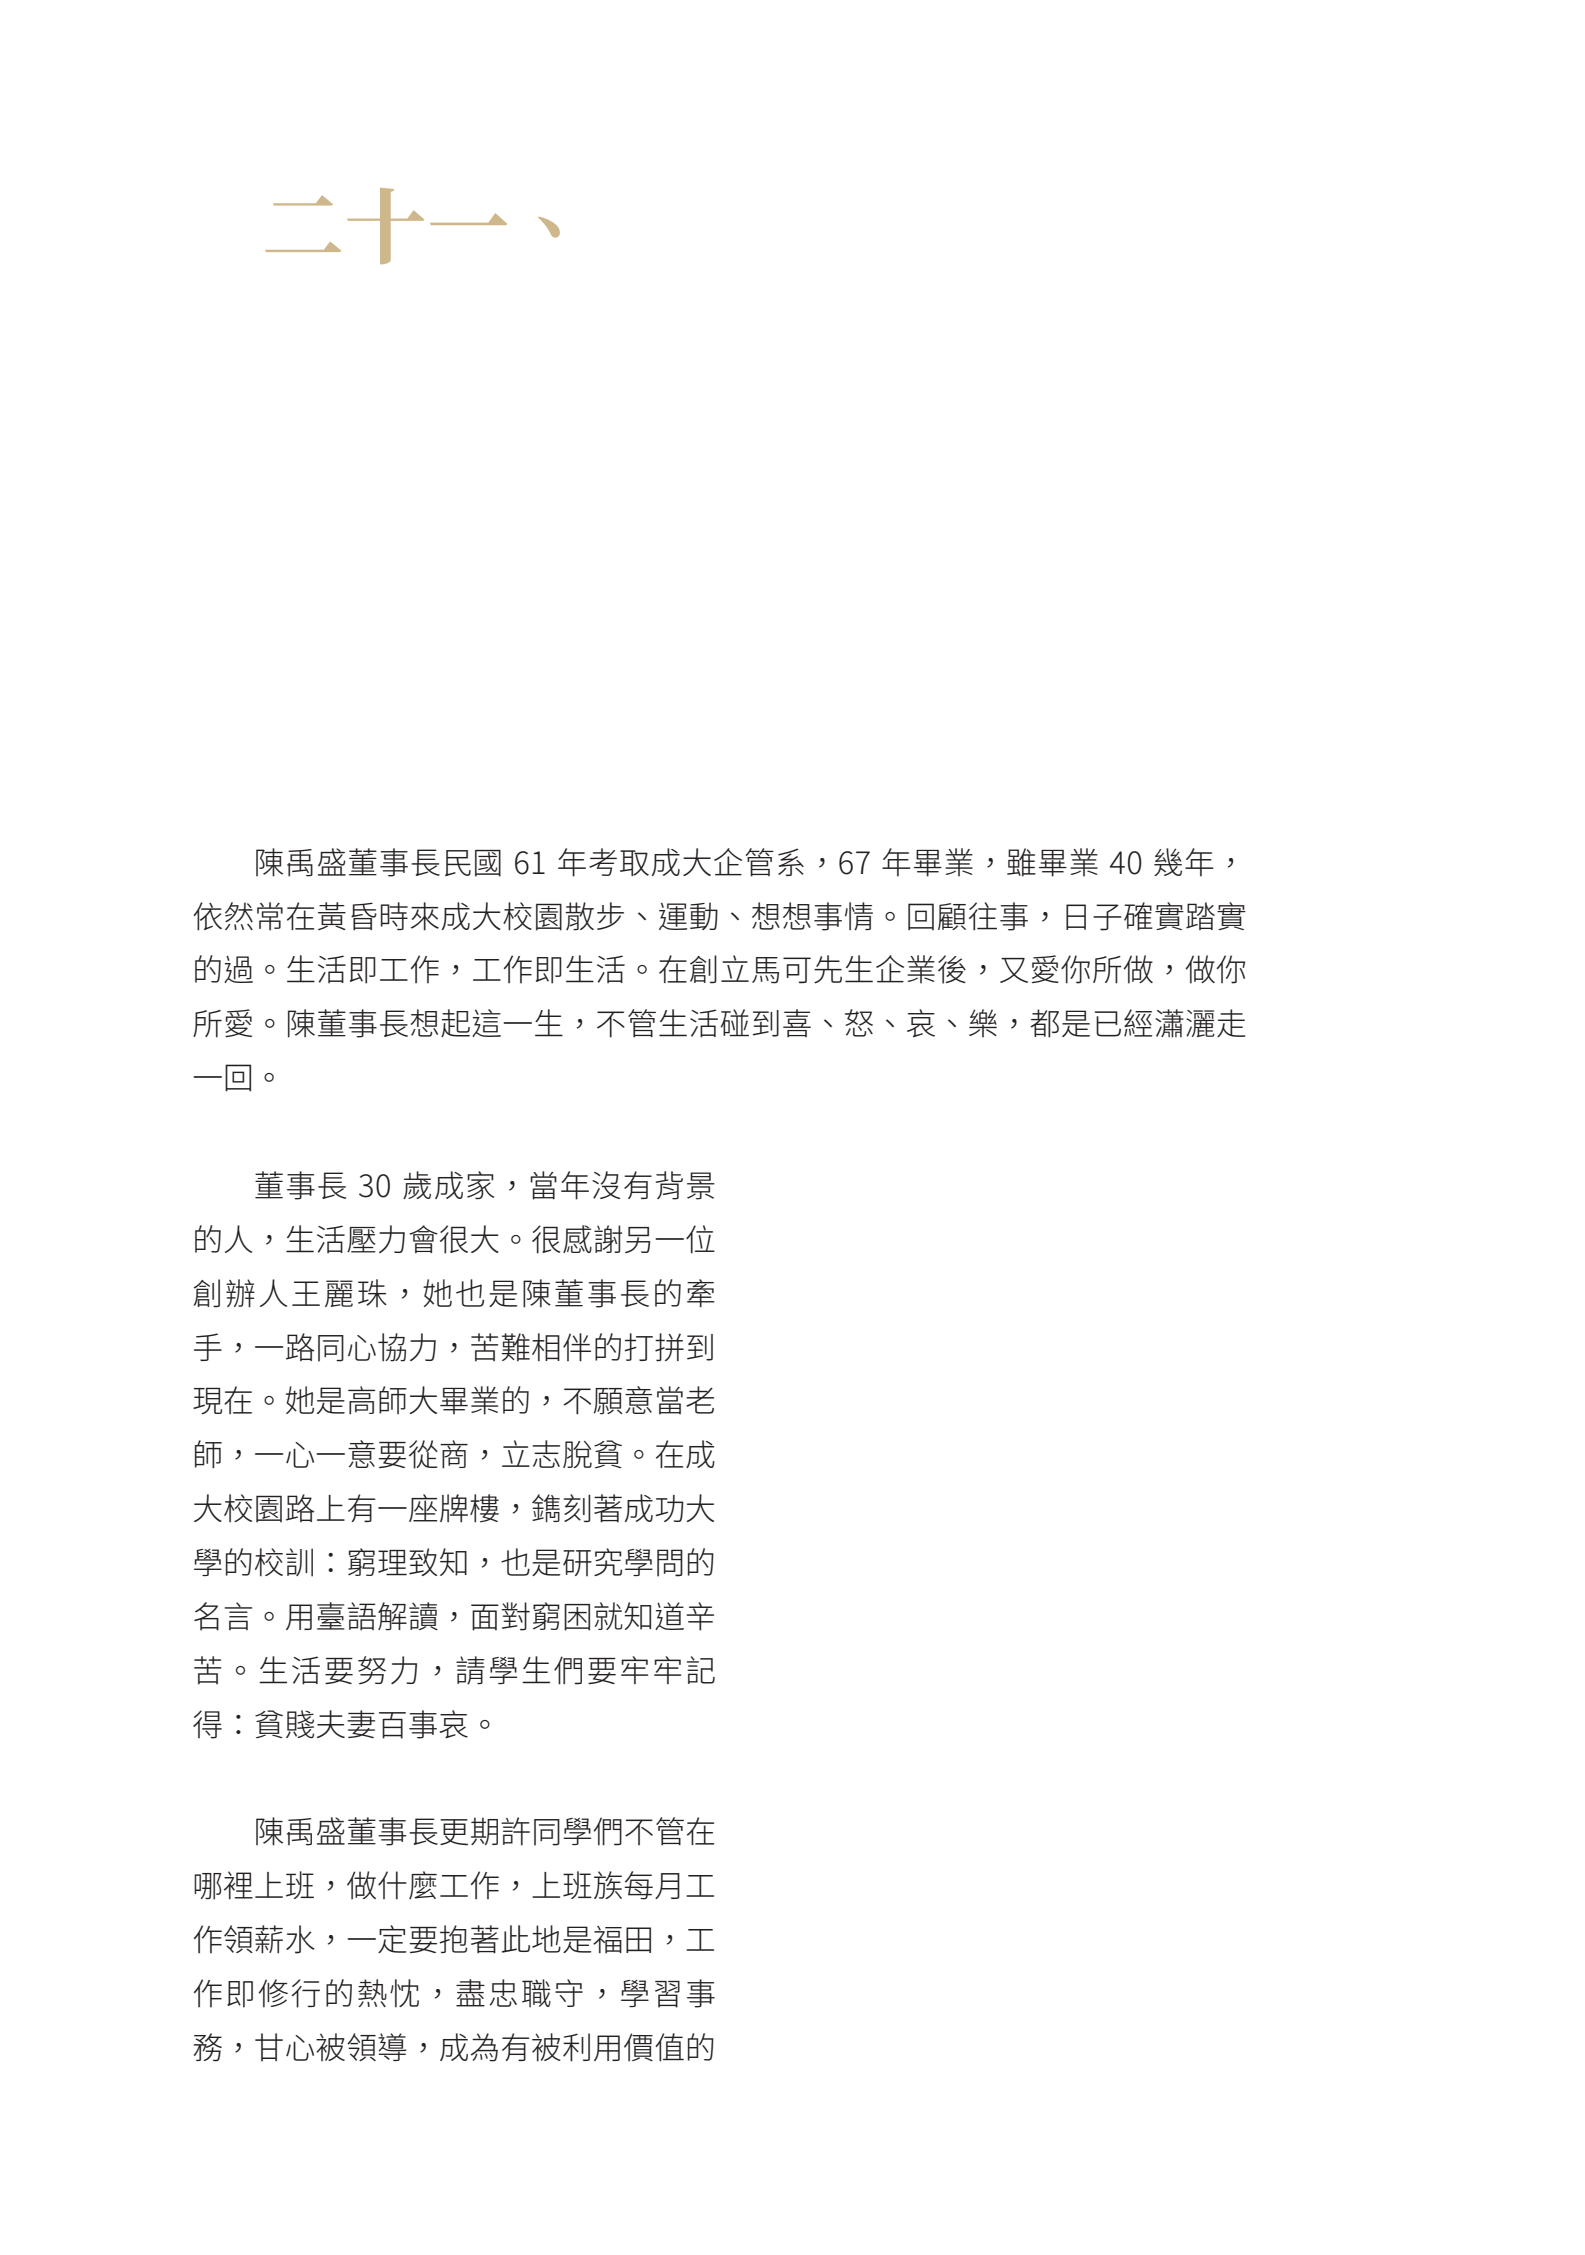 二十一、
陳禹盛董事長民國 61 年考取成大企管系，67 年畢業，雖畢業 40 幾年，
依然常在黃昏時來成大校園散步、運動、想想事情。回顧往事，日子確實踏實
的過。生活即工作，工作即生活。在創立馬可先生企業後，又愛你所做，做你
所愛。陳董事長想起這一生，不管生活碰到喜、怒、哀、樂，都是已經瀟灑走
一回。
董事長 30 歲成家，當年沒有背景
的人，生活壓力會很大。很感謝另一位
創辦人王麗珠，她也是陳董事長的牽
手，一路同心協力，苦難相伴的打拼到
現在。她是高師大畢業的，不願意當老
師，一心一意要從商，立志脫貧。在成
大校園路上有一座牌樓，鐫刻著成功大
學的校訓：窮理致知，也是研究學問的
名言。用臺語解讀，面對窮困就知道辛
苦。生活要努力，請學生們要牢牢記
得：貧賤夫妻百事哀。
陳禹盛董事長更期許同學們不管在
哪裡上班，做什麼工作，上班族每月工
作領薪水，一定要抱著此地是福田，工
作即修行的熱忱，盡忠職守，學習事
務，甘心被領導，成為有被利用價值的